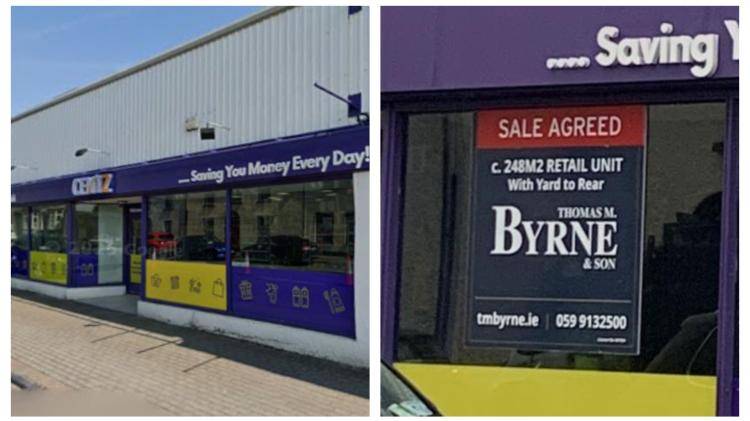 CENTZ
.... Saving You Money Every Day!
.... Saving
SALE AGREED
c. 248M2 RETAIL UNIT
With Yard to Rear
THOMAS M.
BYRNE
& SON
tmbyrne.ie | 059 9132500